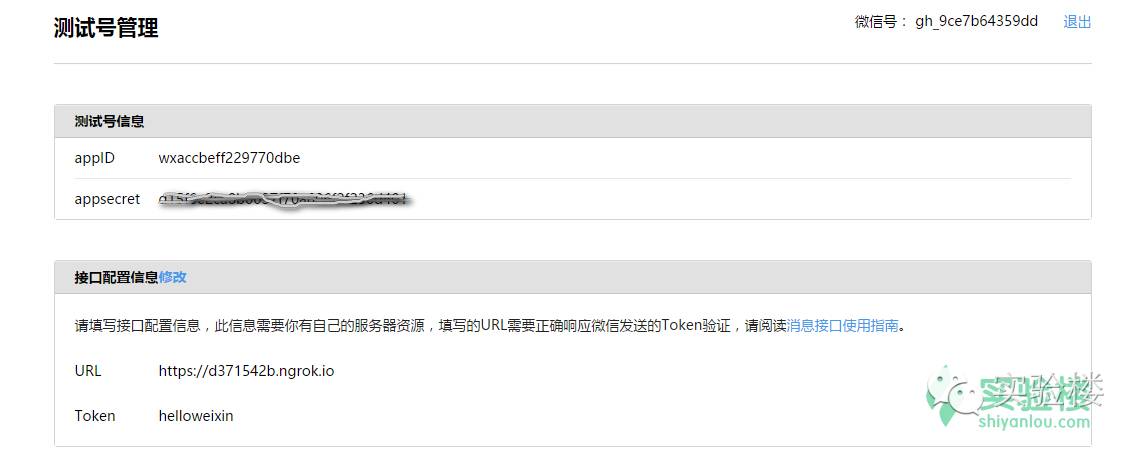 测试号管理
微信号： gh_9ce7b64359dd 退出
测试号信息
appID wxaccbeff229770dbe
appsecret
接口配置信息修改
请填写接口配置信息，此信息需要你有自己的服务器资源，填写的URL需要正确响应微信发送的Token验证，请阅读消息接口使用指南。
URL https://d371542b.ngrok.io
Token helloweixin
实验楼
实验楼
shiyanlou.com